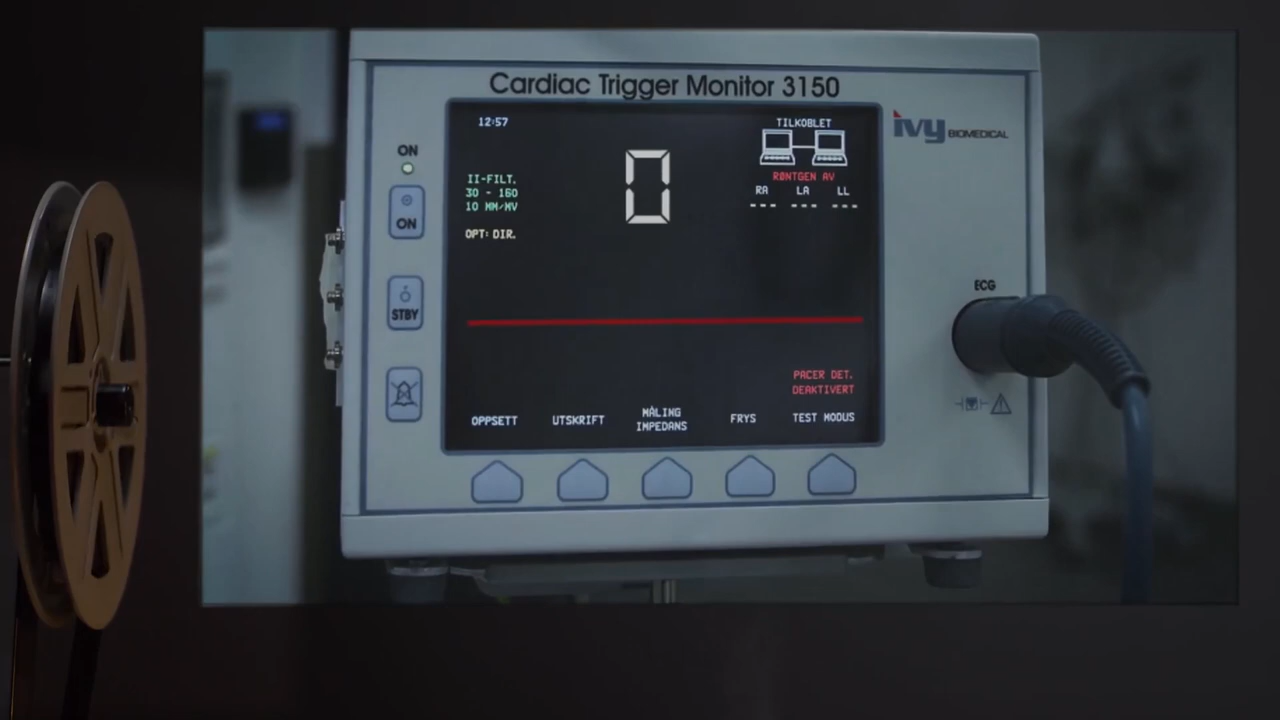 Cardiac Trigger Monitor 3150
ivy BIOMEDICAL
12:57
TILKOBLET
RØNTGEN AV
RA LA LL
--- --- ---
0
II-FILT.
30 - 160
10 MM/MV
OPT: DIR.
ON
ON
STBY
ECG
PACER DET.
DEAKTIVERT
OPPSETT
UTSKRIFT
MÅLING
IMPEDANS
FRYS
TEST MODUS